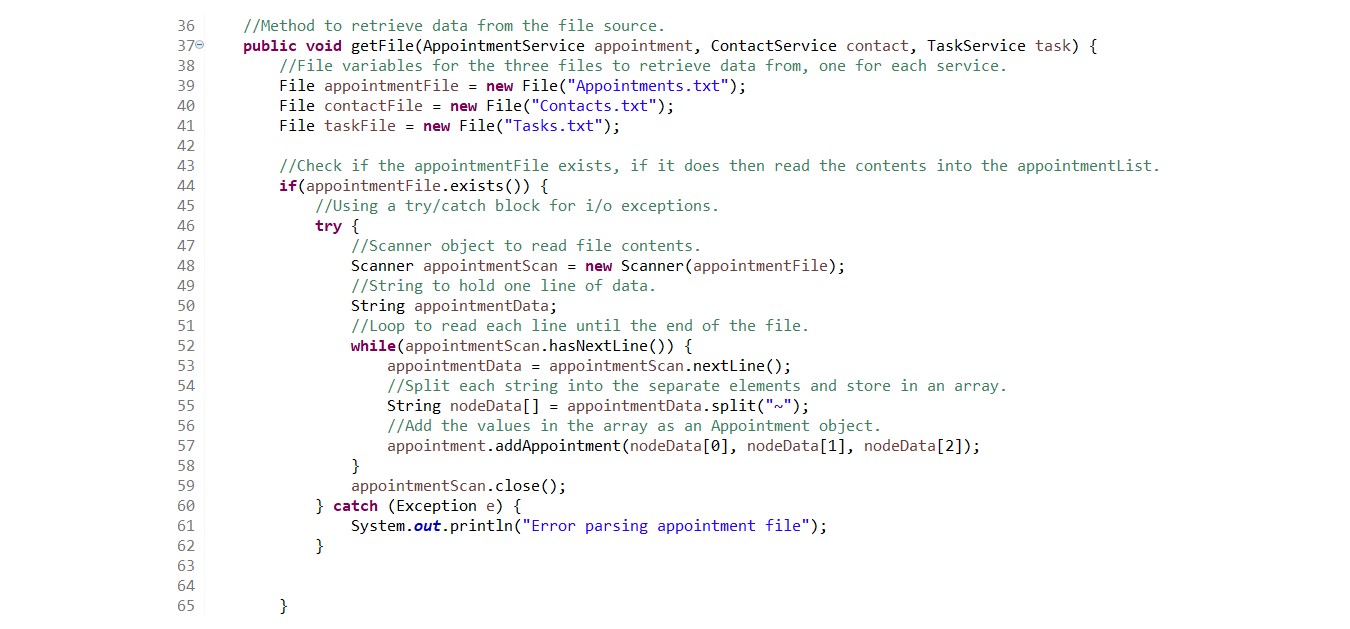 36 //Method to retrieve data from the file source.
37 public void getFile(AppointmentService appointment, ContactService contact, TaskService task) {
38 //File variables for the three files to retrieve data from, one for each service.
39 File appointmentFile = new File("Appointments.txt");
40 File contactFile = new File("Contacts.txt");
41 File taskFile = new File("Tasks.txt");
42
43 //Check if the appointmentFile exists, if it does then read the contents into the appointmentList.
44 if(appointmentFile.exists()) {
45 //Using a try/catch block for i/o exceptions.
46 try {
47 //Scanner object to read file contents.
48 Scanner appointmentScan = new Scanner(appointmentFile);
49 //String to hold one line of data.
50 String appointmentData;
51 //Loop to read each line until the end of the file.
52 while(appointmentScan.hasNextLine()) {
53 appointmentData = appointmentScan.nextLine();
54 //Split each string into the separate elements and store in an array.
55 String nodeData[] = appointmentData.split("~");
56 //Add the values in the array as an Appointment object.
57 appointment.addAppointment(nodeData[0], nodeData[1], nodeData[2]);
58 }
59 appointmentScan.close();
60 } catch (Exception e) {
61 System.out.println("Error parsing appointment file");
62 }
63
64
65 }